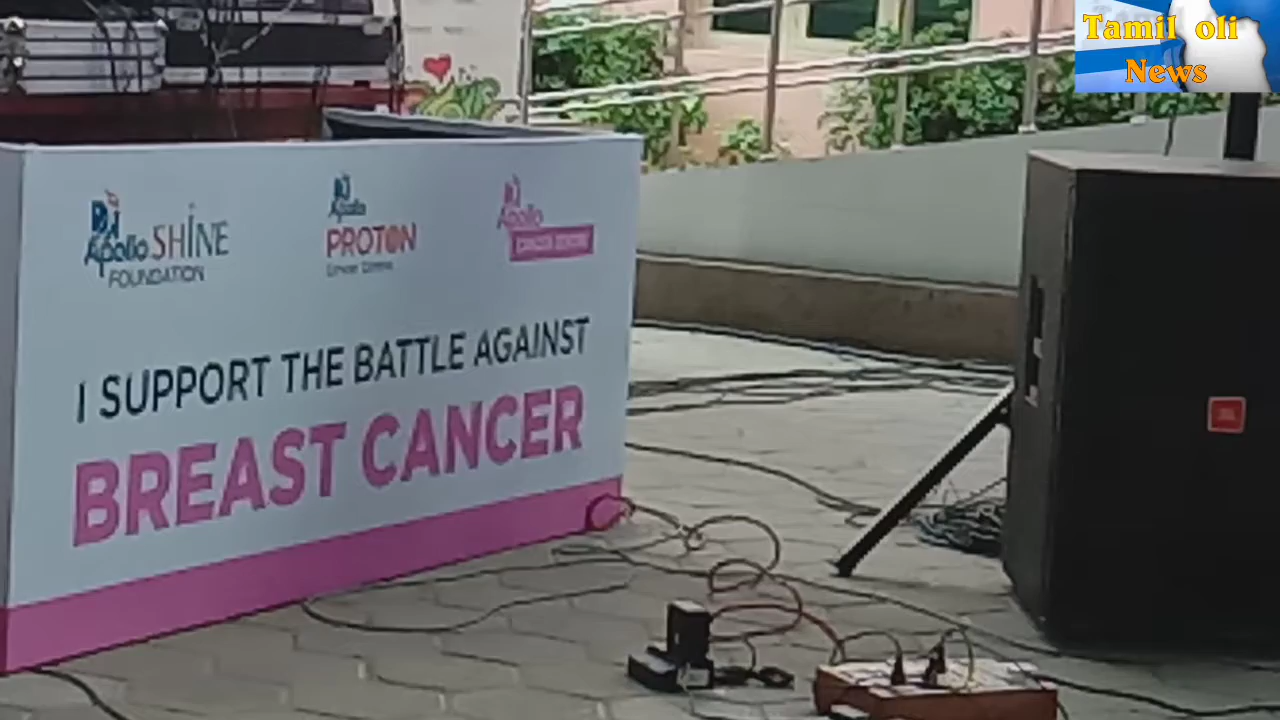 Tamil oli
News
Apollo SHINE
FOUNDATION
Apollo
PROTON
Cancer Centre
Apollo
CANCER CENTRE
I SUPPORT THE BATTLE AGAINST
BREAST CANCER
JBL